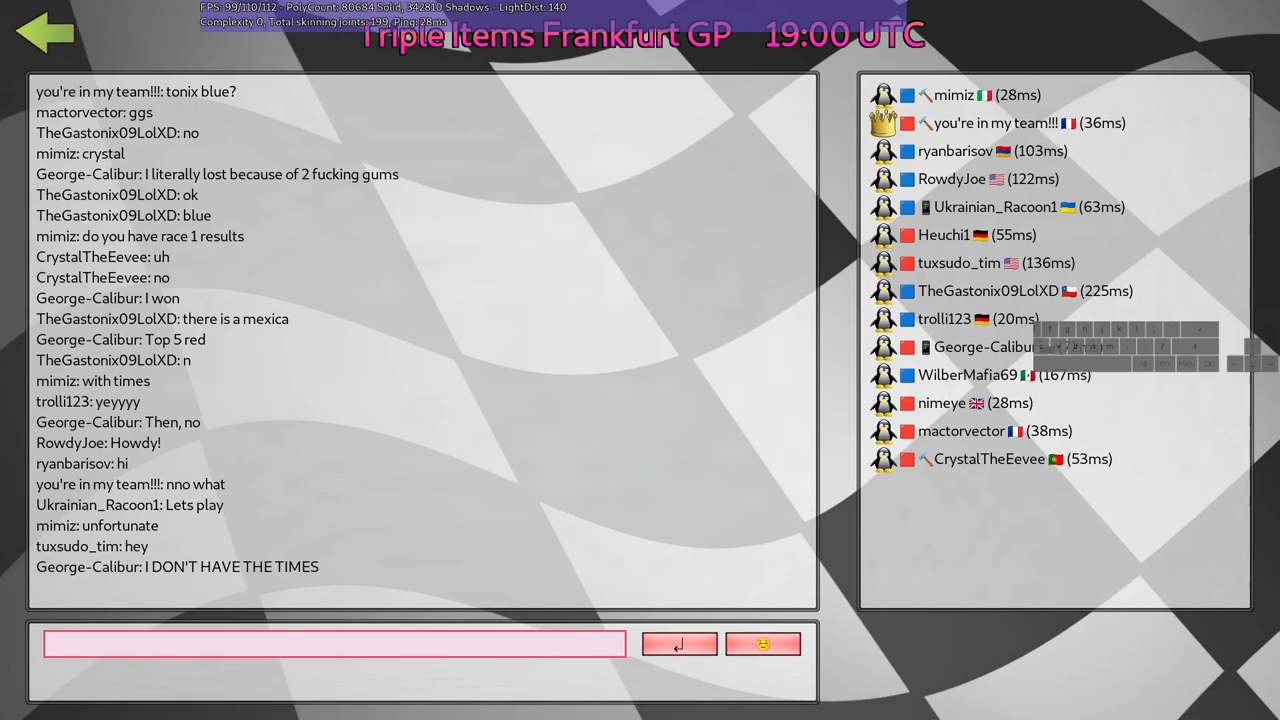 FPS: 99/110/112 - PolyCount: 80684 Solid, 342810 Shadows - LightDist: 140
Complexity 0, Total skinning joints: 199, Ping: 28ms
Triple Items Frankfurt GP 19:00 UTC
you're in my team!!!: tonix blue?
mactorvector: ggs
TheGastonix09LolXD: no
mimiz: crystal
George-Calibur: I literally lost because of 2 fucking gums
TheGastonix09LolXD: ok
TheGastonix09LolXD: blue
mimiz: do you have race 1 results
CrystalTheEevee: uh
CrystalTheEevee: no
George-Calibur: I won
TheGastonix09LolXD: there is a mexica
George-Calibur: Top 5 red
TheGastonix09LolXD: n
mimiz: with times
trolli123: yeyyyy
George-Calibur: Then, no
RowdyJoe: Howdy!
ryanbarisov: hi
you're in my team!!!: nno what
Ukrainian_Racoon1: Lets play
mimiz: unfortunate
tuxsudo_tim: hey
George-Calibur: I DON'T HAVE THE TIMES
mimiz (28ms)
you're in my team!!! (36ms)
ryanbarisov (103ms)
RowdyJoe (122ms)
Ukrainian_Racoon1 (63ms)
Heuchi1 (55ms)
tuxsudo_tim (136ms)
TheGastonix09LolXD (225ms)
trolli123 (20ms)
George-Calibur
WilberMafia69 (167ms)
nimeye (28ms)
mactorvector (38ms)
CrystalTheEevee (53ms)